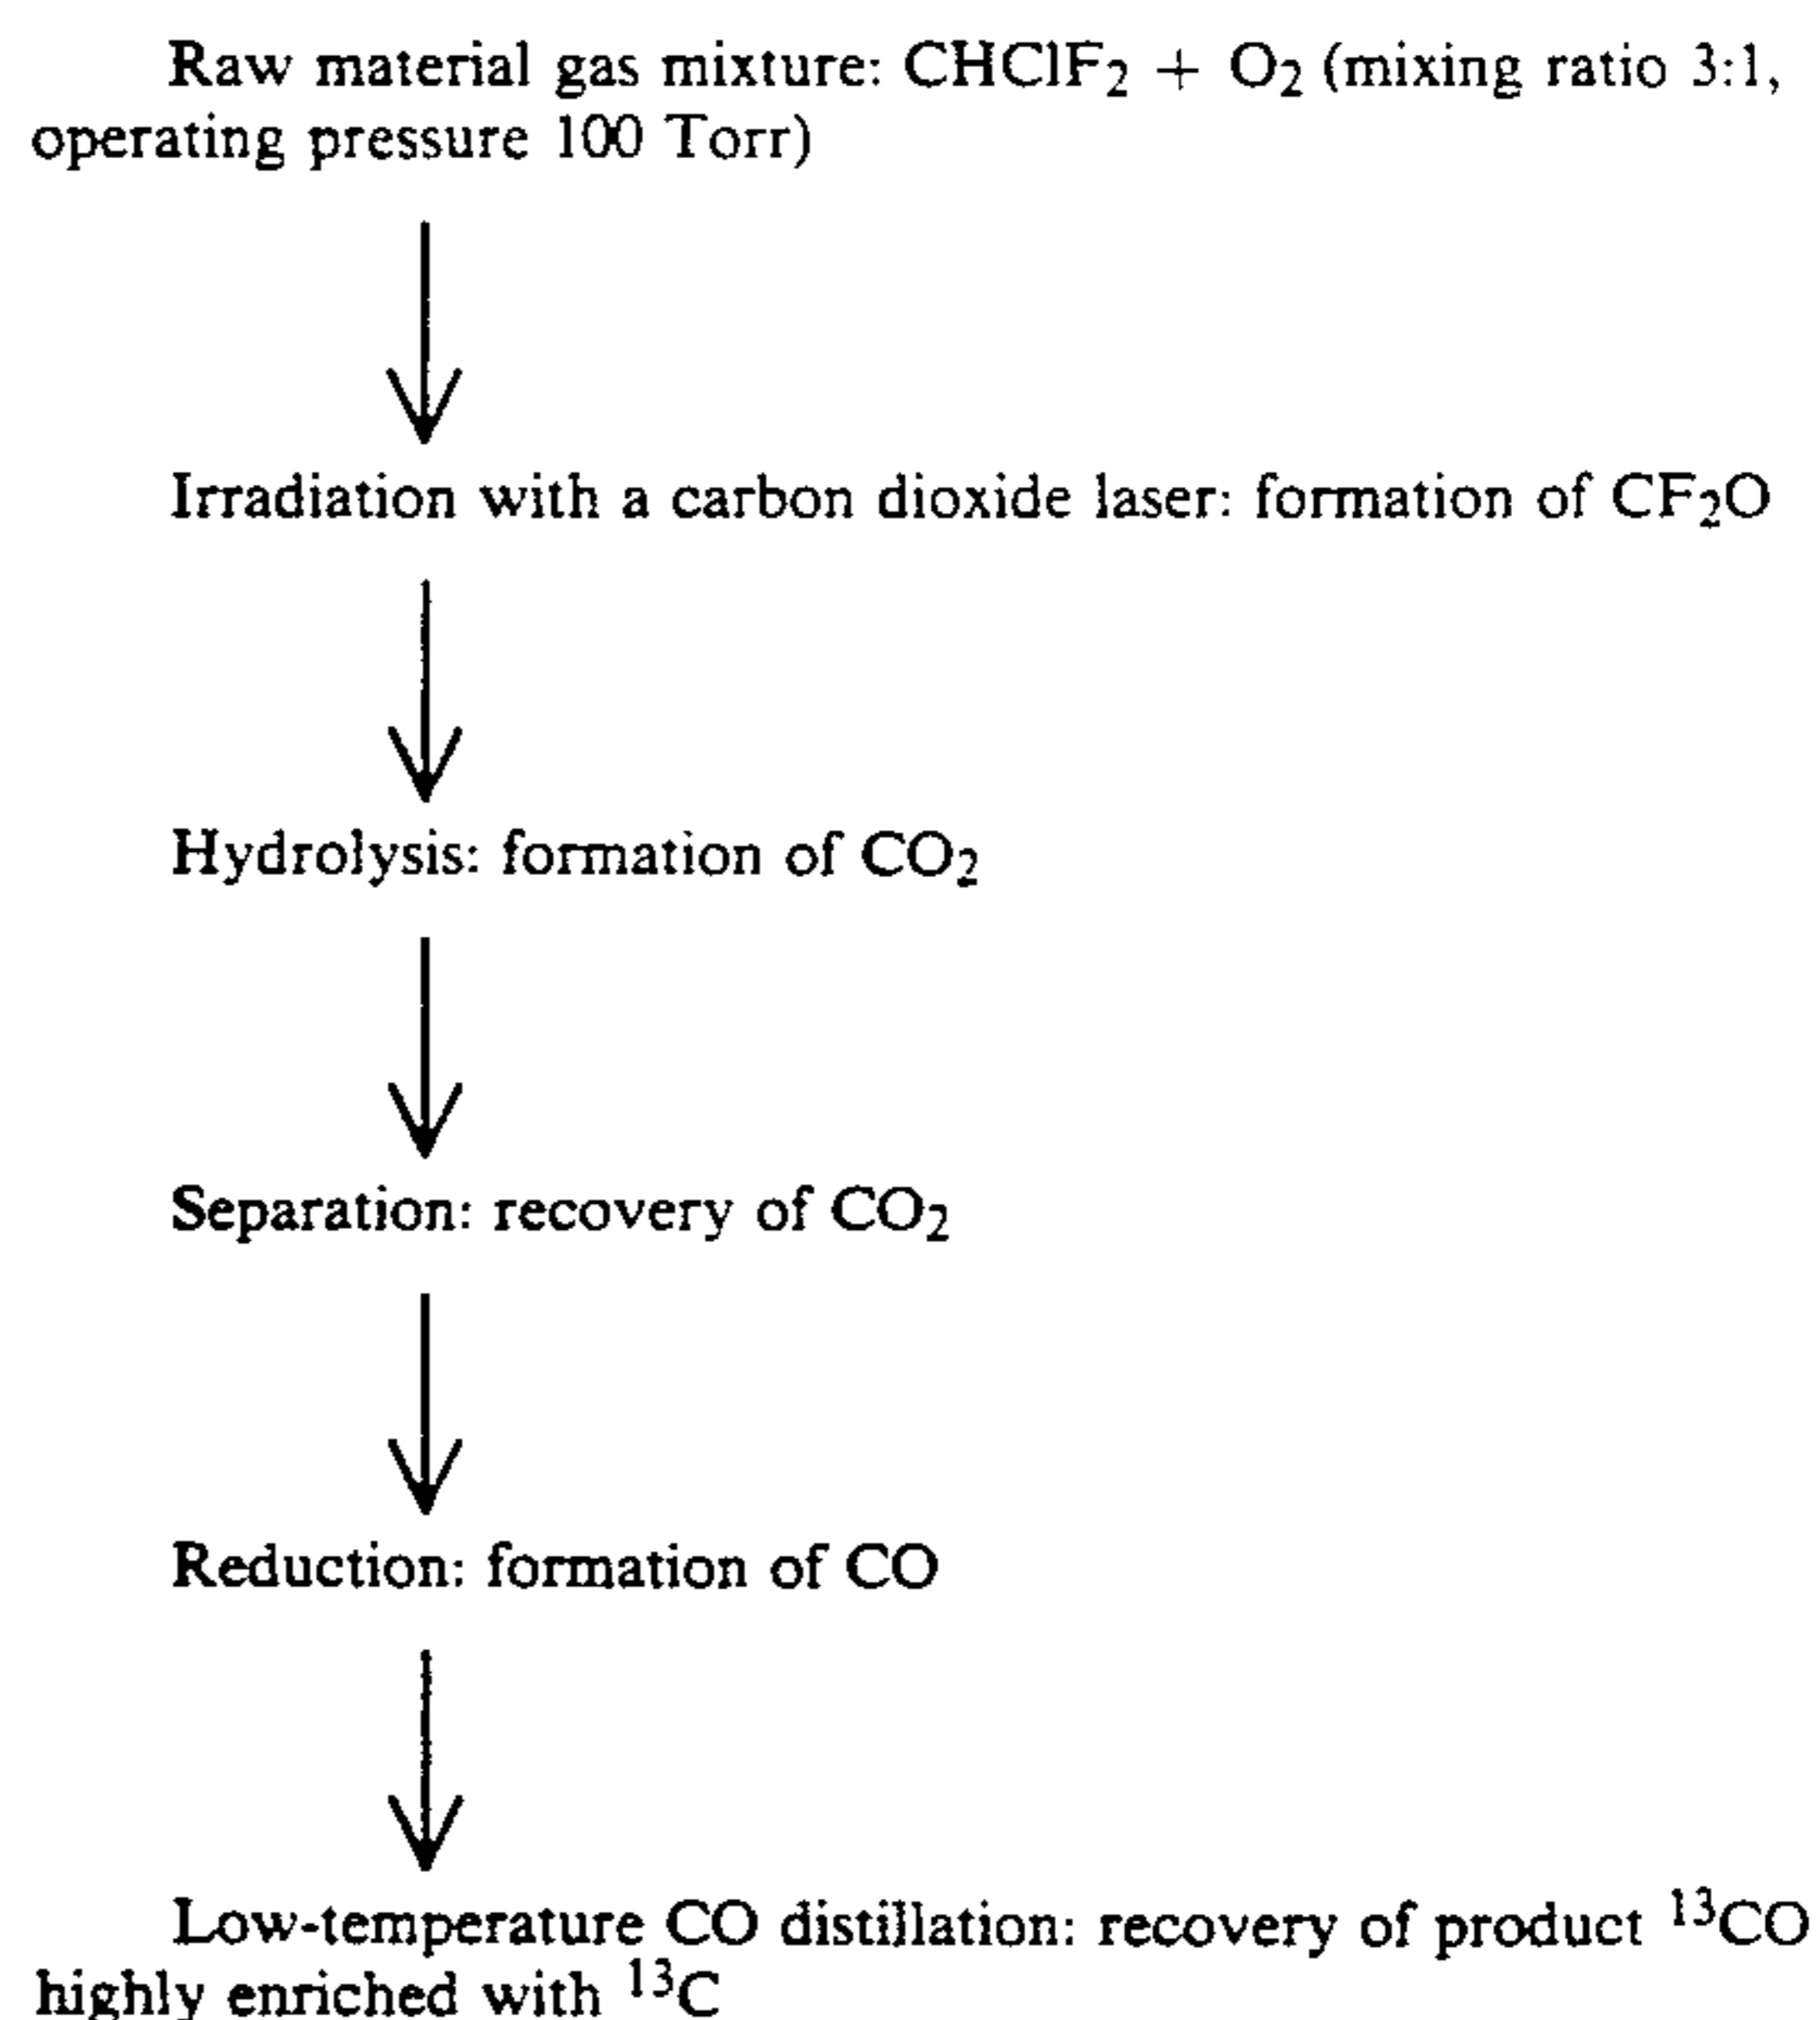 Raw material gas mixture: CHClF₂ + O₂ (mixing ratio 3:1,
operating pressure 100 Torr)
Irradiation with a carbon dioxide laser: formation of CF₂O
Hydrolysis: formation of CO₂
Separation: recovery of CO₂
Reduction: formation of CO
Low-temperature CO distillation: recovery of product ¹³CO
highly enriched with ¹³C